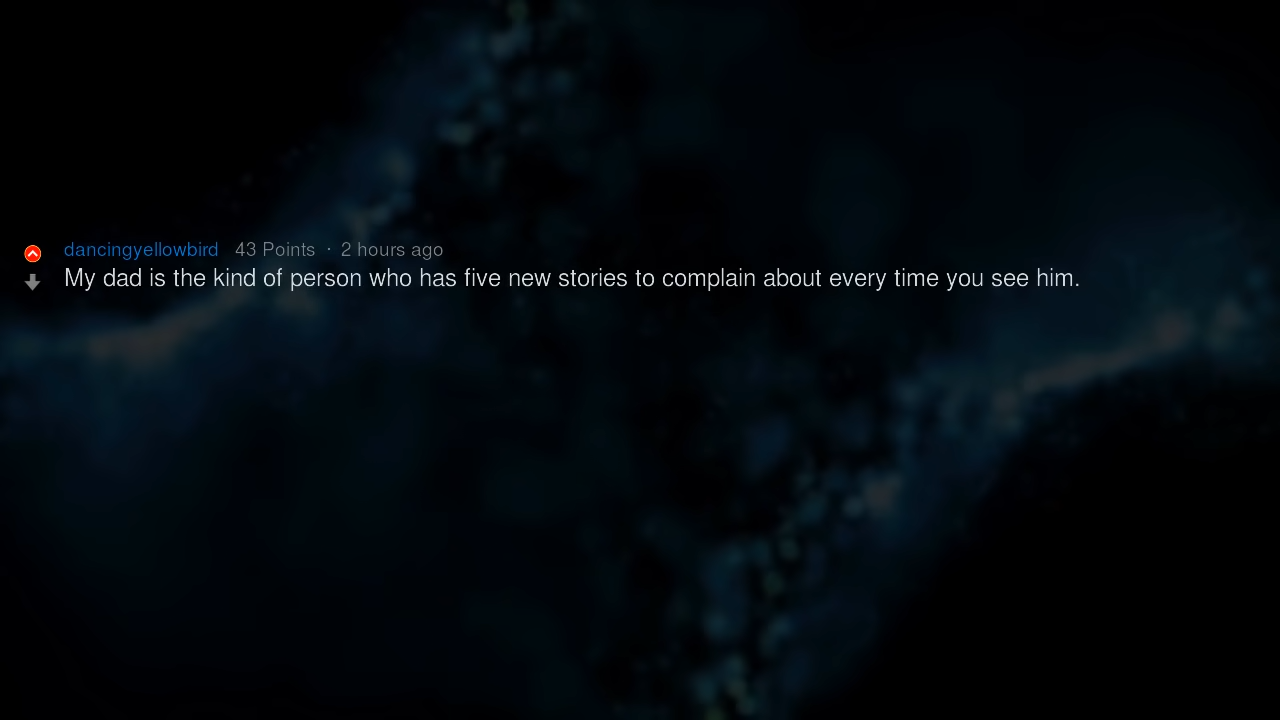 dancingyellowbird 43 Points · 2 hours ago
My dad is the kind of person who has five new stories to complain about every time you see him.